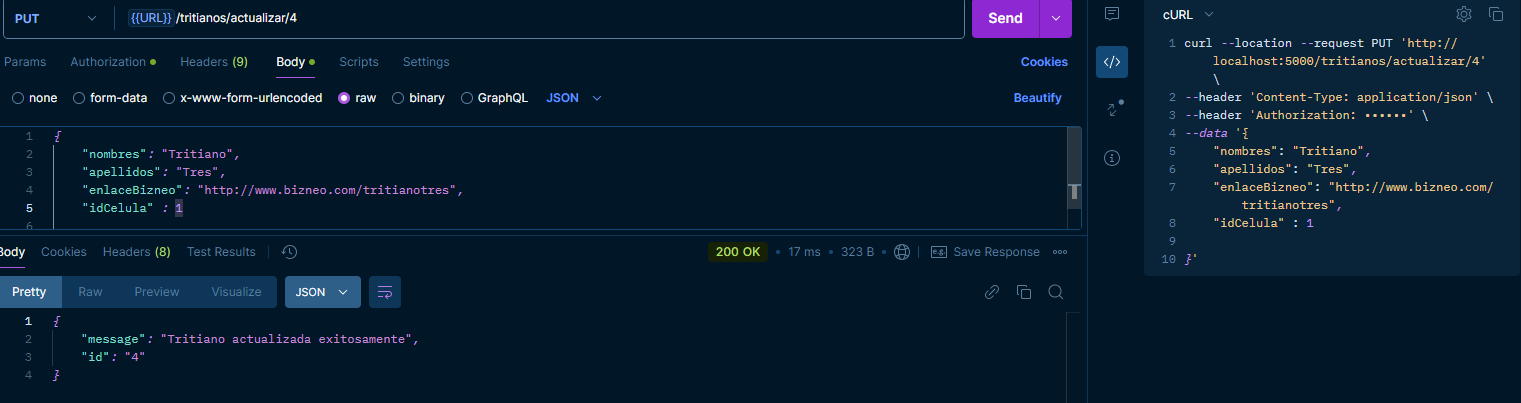 PUT {{URL}}/tritianos/actualizar/4 Send
Params Authorization Headers (9) Body Scripts Settings Cookies
none form-data x-www-form-urlencoded raw binary GraphQL JSON Beautify
1 {
2 "nombres": "Tritiano",
3 "apellidos": "Tres",
4 "enlaceBizneo": "http://www.bizneo.com/tritianotres",
5 "idCelula" : 1
6
Body Cookies Headers (8) Test Results 200 OK • 17 ms • 323 B • e.g. Save Response
Pretty Raw Preview Visualize JSON
1 {
2 "message": "Tritiano actualizada exitosamente",
3 "id": "4"
4 }
cURL
1 curl --location --request PUT 'http://
localhost:5000/tritianos/actualizar/4'
\
2 --header 'Content-Type: application/json' \
3 --header 'Authorization: ••••••' \
4 --data '{
5 "nombres": "Tritiano",
6 "apellidos": "Tres",
7 "enlaceBizneo": "http://www.bizneo.com/
tritianotres",
8 "idCelula" : 1
9
10 }'